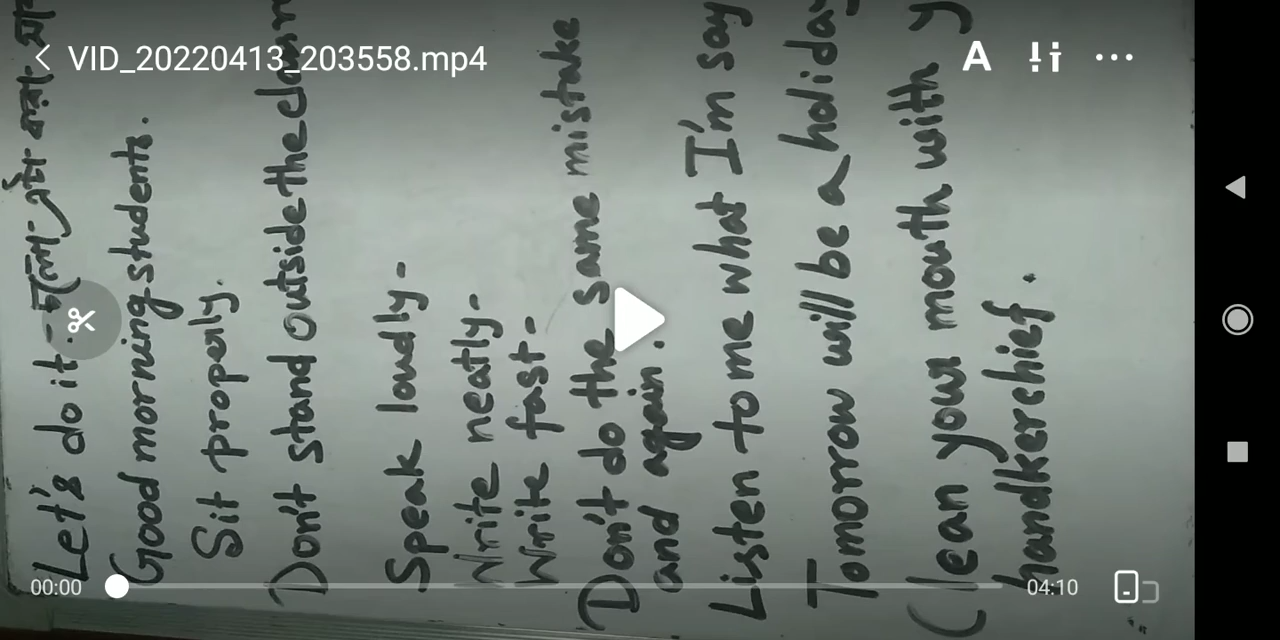 VID_20220413_203558.mp4
A
Let's do it - চলো এটা করা যাক
Good morning students.
Sit properly.
Don't stand outside the
Speak loudly -
Write neatly -
Write fast -
Don't do the same mistake
and again.
Listen to me what I'm say
Tomorrow will be a holiday
Clean your mouth with y
handkerchief.
00:00
04:10